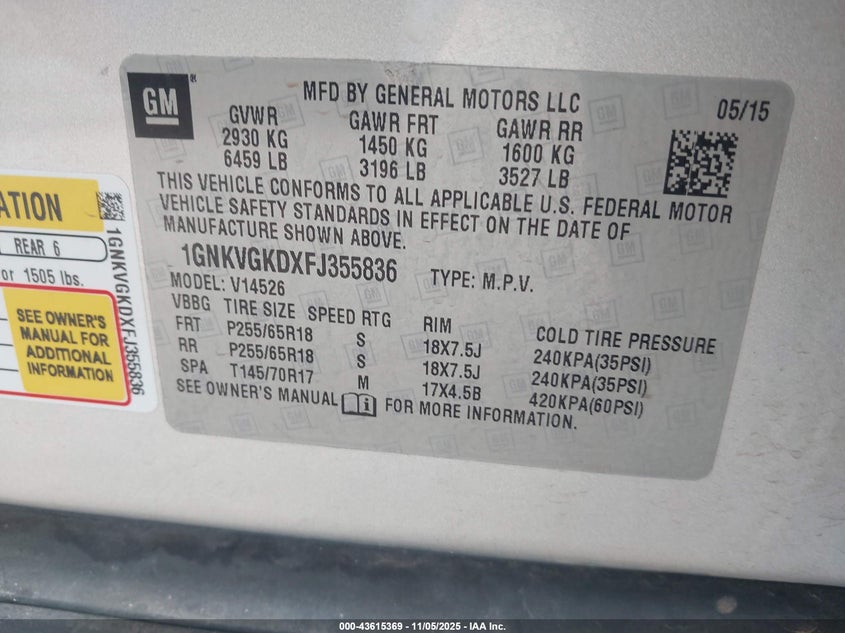 GM
®
MFD BY GENERAL MOTORS LLC
05/15
GVWR GAWR FRT GAWR RR
2930 KG 1450 KG 1600 KG
6459 LB 3196 LB 3527 LB
THIS VEHICLE CONFORMS TO ALL APPLICABLE U.S. FEDERAL MOTOR
VEHICLE SAFETY STANDARDS IN EFFECT ON THE DATE OF
MANUFACTURE SHOWN ABOVE.
1GNKVGKDXFJ355836 TYPE: M.P.V.
MODEL: V14526
VBBG TIRE SIZE SPEED RTG RIM COLD TIRE PRESSURE
FRT P255/65R18 S 18X7.5J 240KPA(35PSI)
RR P255/65R18 S 18X7.5J 240KPA(35PSI)
SPA T145/70R17 M 17X4.5B 420KPA(60PSI)
SEE OWNER'S MANUAL i FOR MORE INFORMATION.
REAR 6
or 1505 lbs.
SEE OWNER'S
MANUAL FOR
ADDITIONAL
INFORMATION
1GNKVGKDXFJ355836
000-43615369 - 11/05/2025 - IAA Inc.